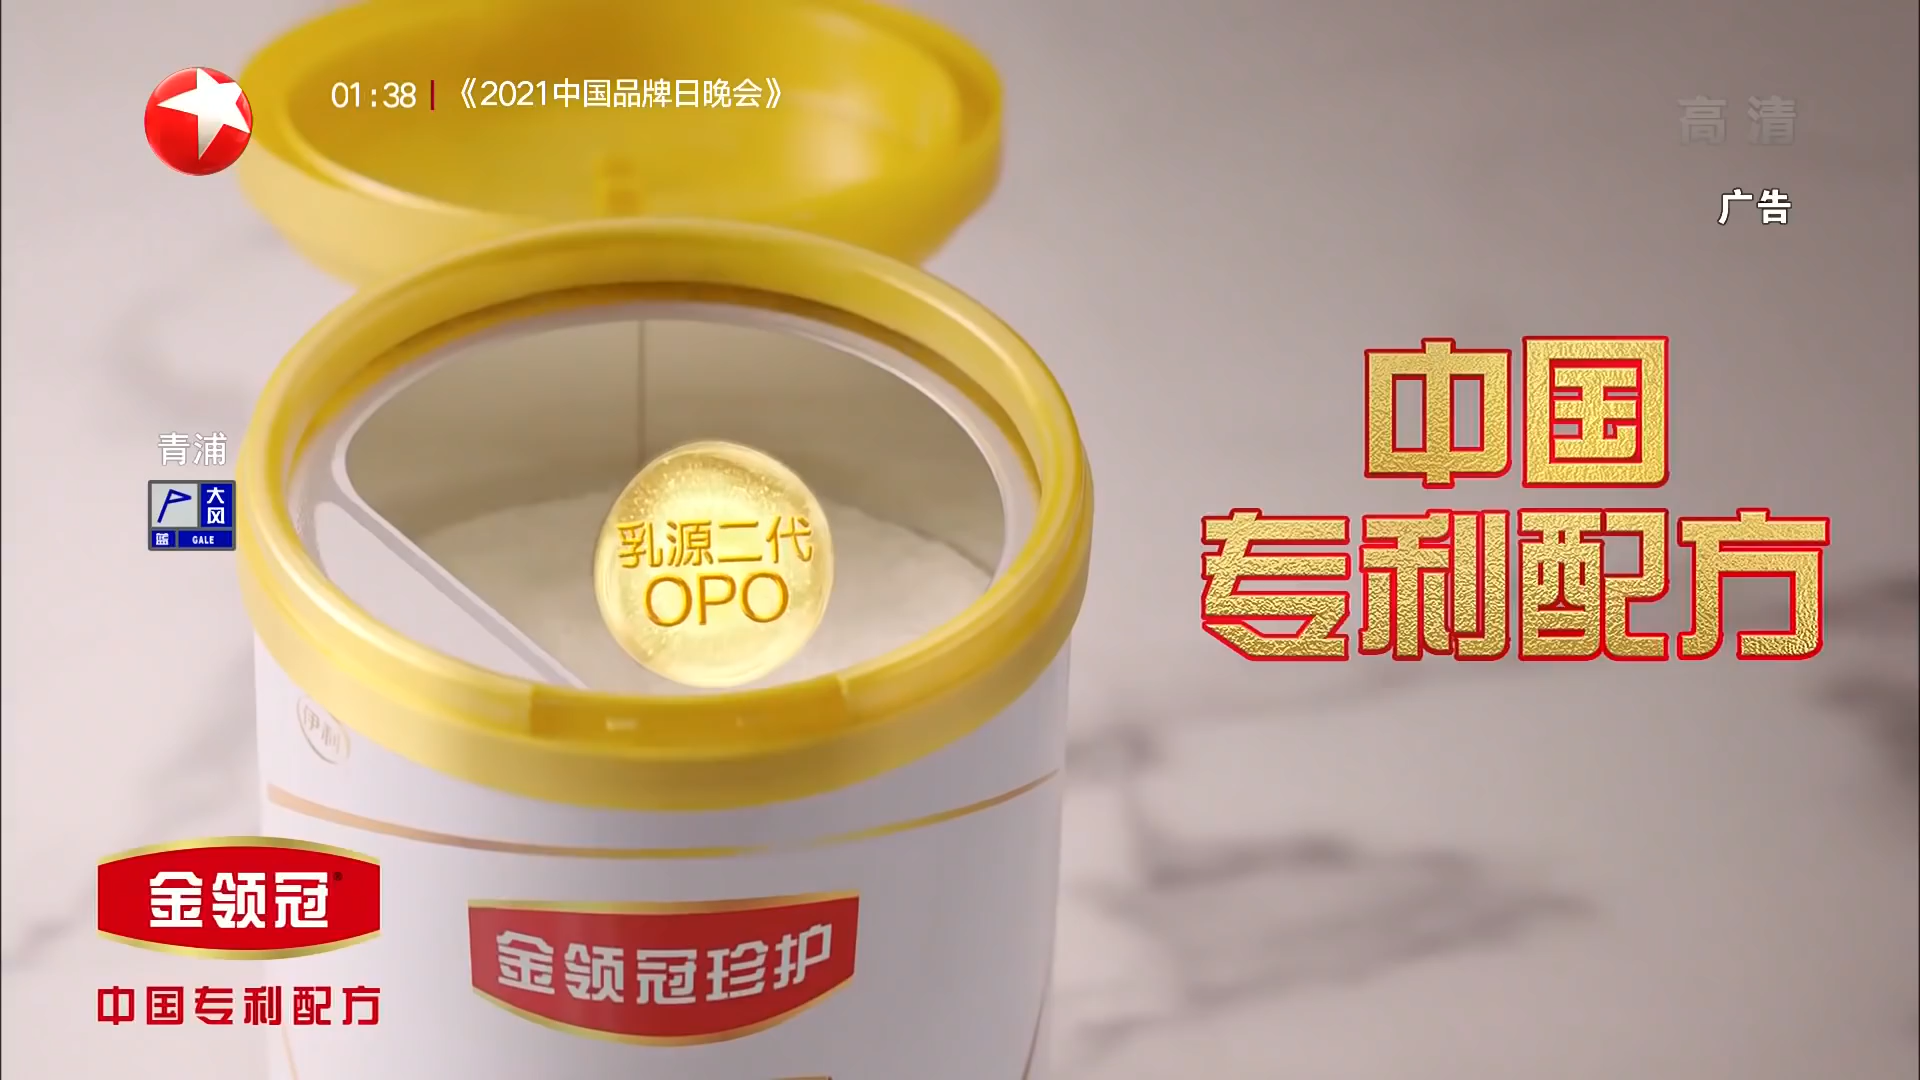 01:38 | 《2021中国品牌日晚会》
高清
广告
中国
专利配方
青浦
大风
蓝 GALE
乳源二代
OPO
伊利
金领冠®
中国专利配方
金领冠珍护